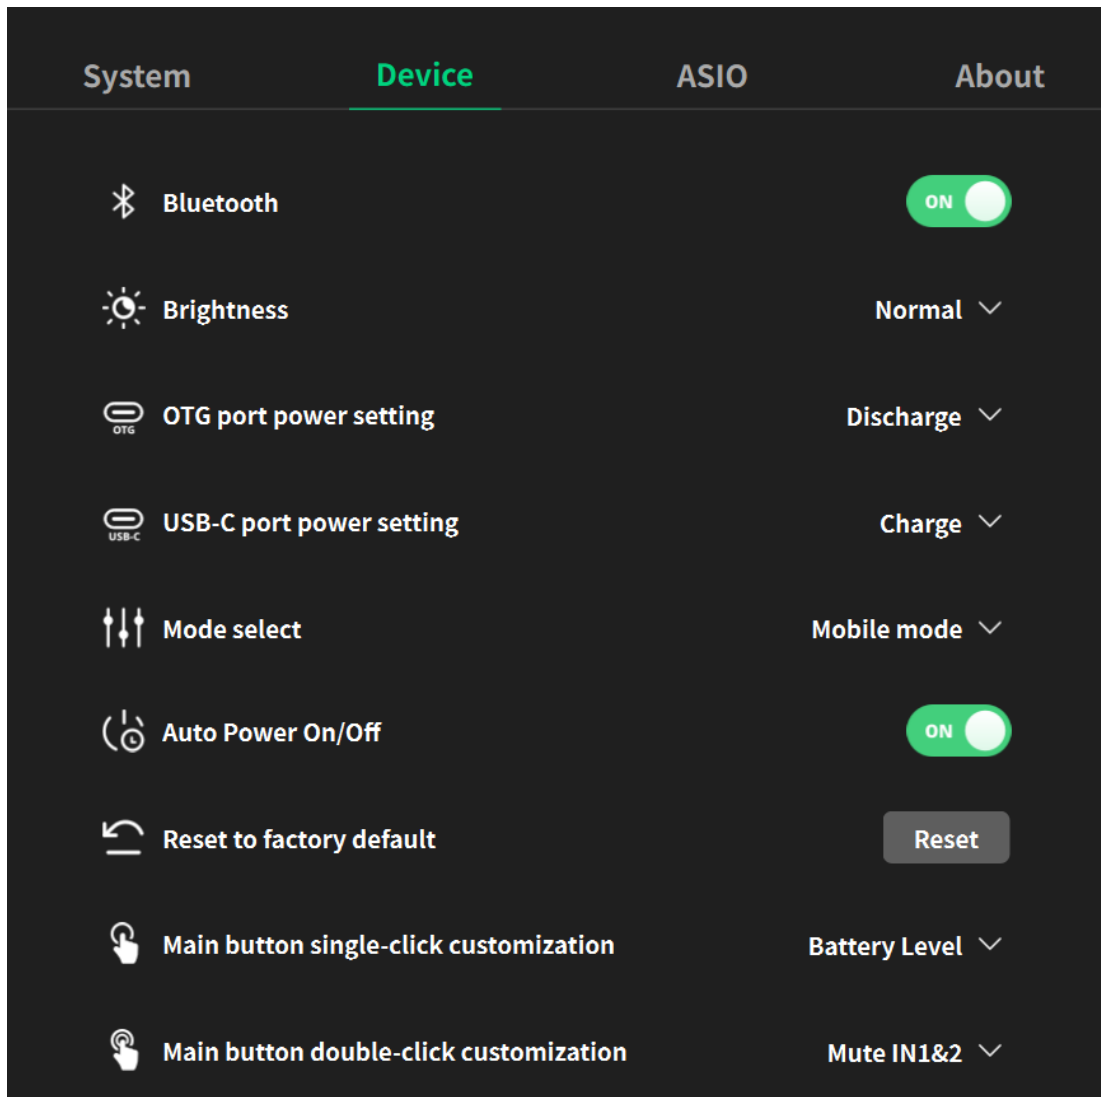 System Device ASIO About
Bluetooth ON
Brightness Normal
OTG OTG port power setting Discharge
USB-C USB-C port power setting Charge
Mode select Mobile mode
Auto Power On/Off ON
Reset to factory default Reset
Main button single-click customization Battery Level
Main button double-click customization Mute IN1&2